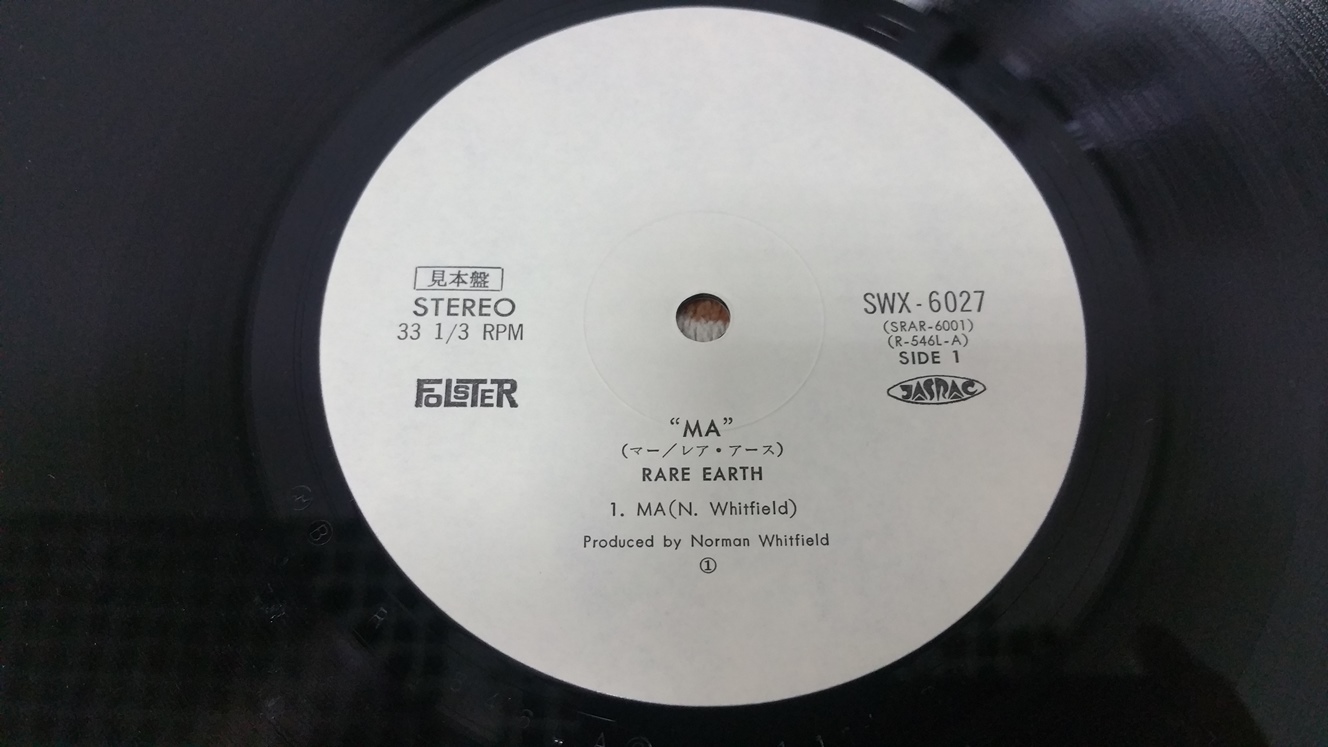 見本盤
STEREO
33 1/3 RPM
FOLSTER
SWX-6027
(SRAR-6001)
(R-546L-A)
SIDE 1
JASRAC
“MA”
(マー/レア・アース)
RARE EARTH
1. MA(N. Whitfield)
Produced by Norman Whitfield
①